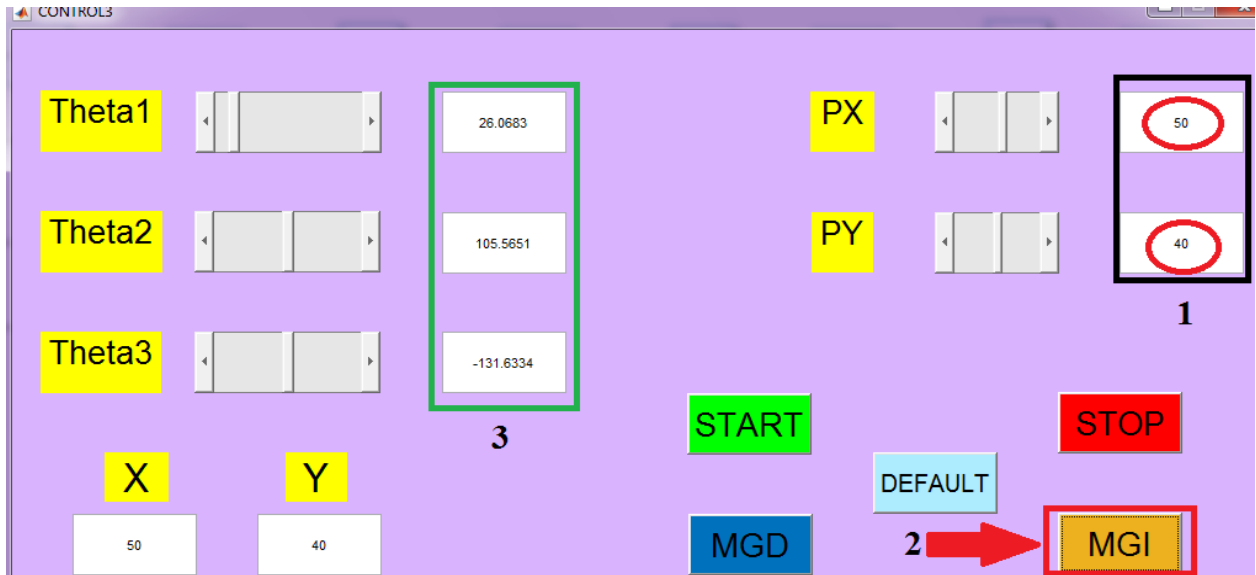 CONTROL3
Theta1
26.0683
PX
50
Theta2
105.5651
PY
40
1
Theta3
-131.6334
3
START
STOP
X
Y
DEFAULT
50
40
MGD
2
MGI